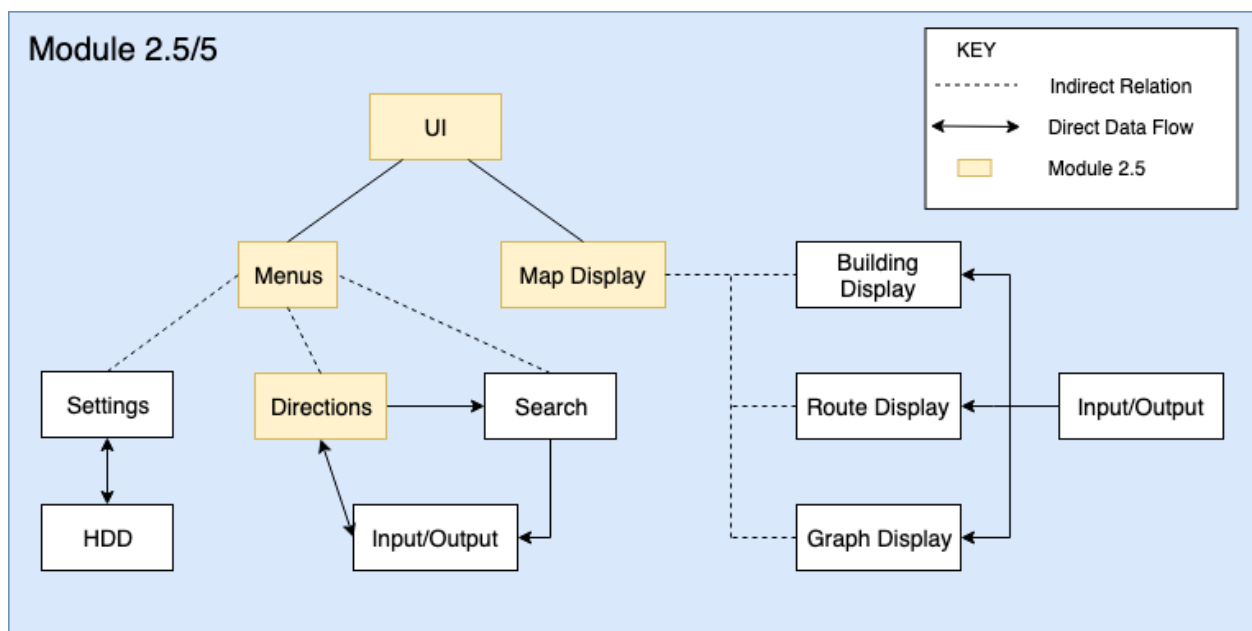 Module 2.5/5
KEY
Indirect Relation
Direct Data Flow
Module 2.5
UI
Menus
Map Display
Building
Display
Settings
Directions
Search
Route Display
Input/Output
HDD
Input/Output
Graph Display